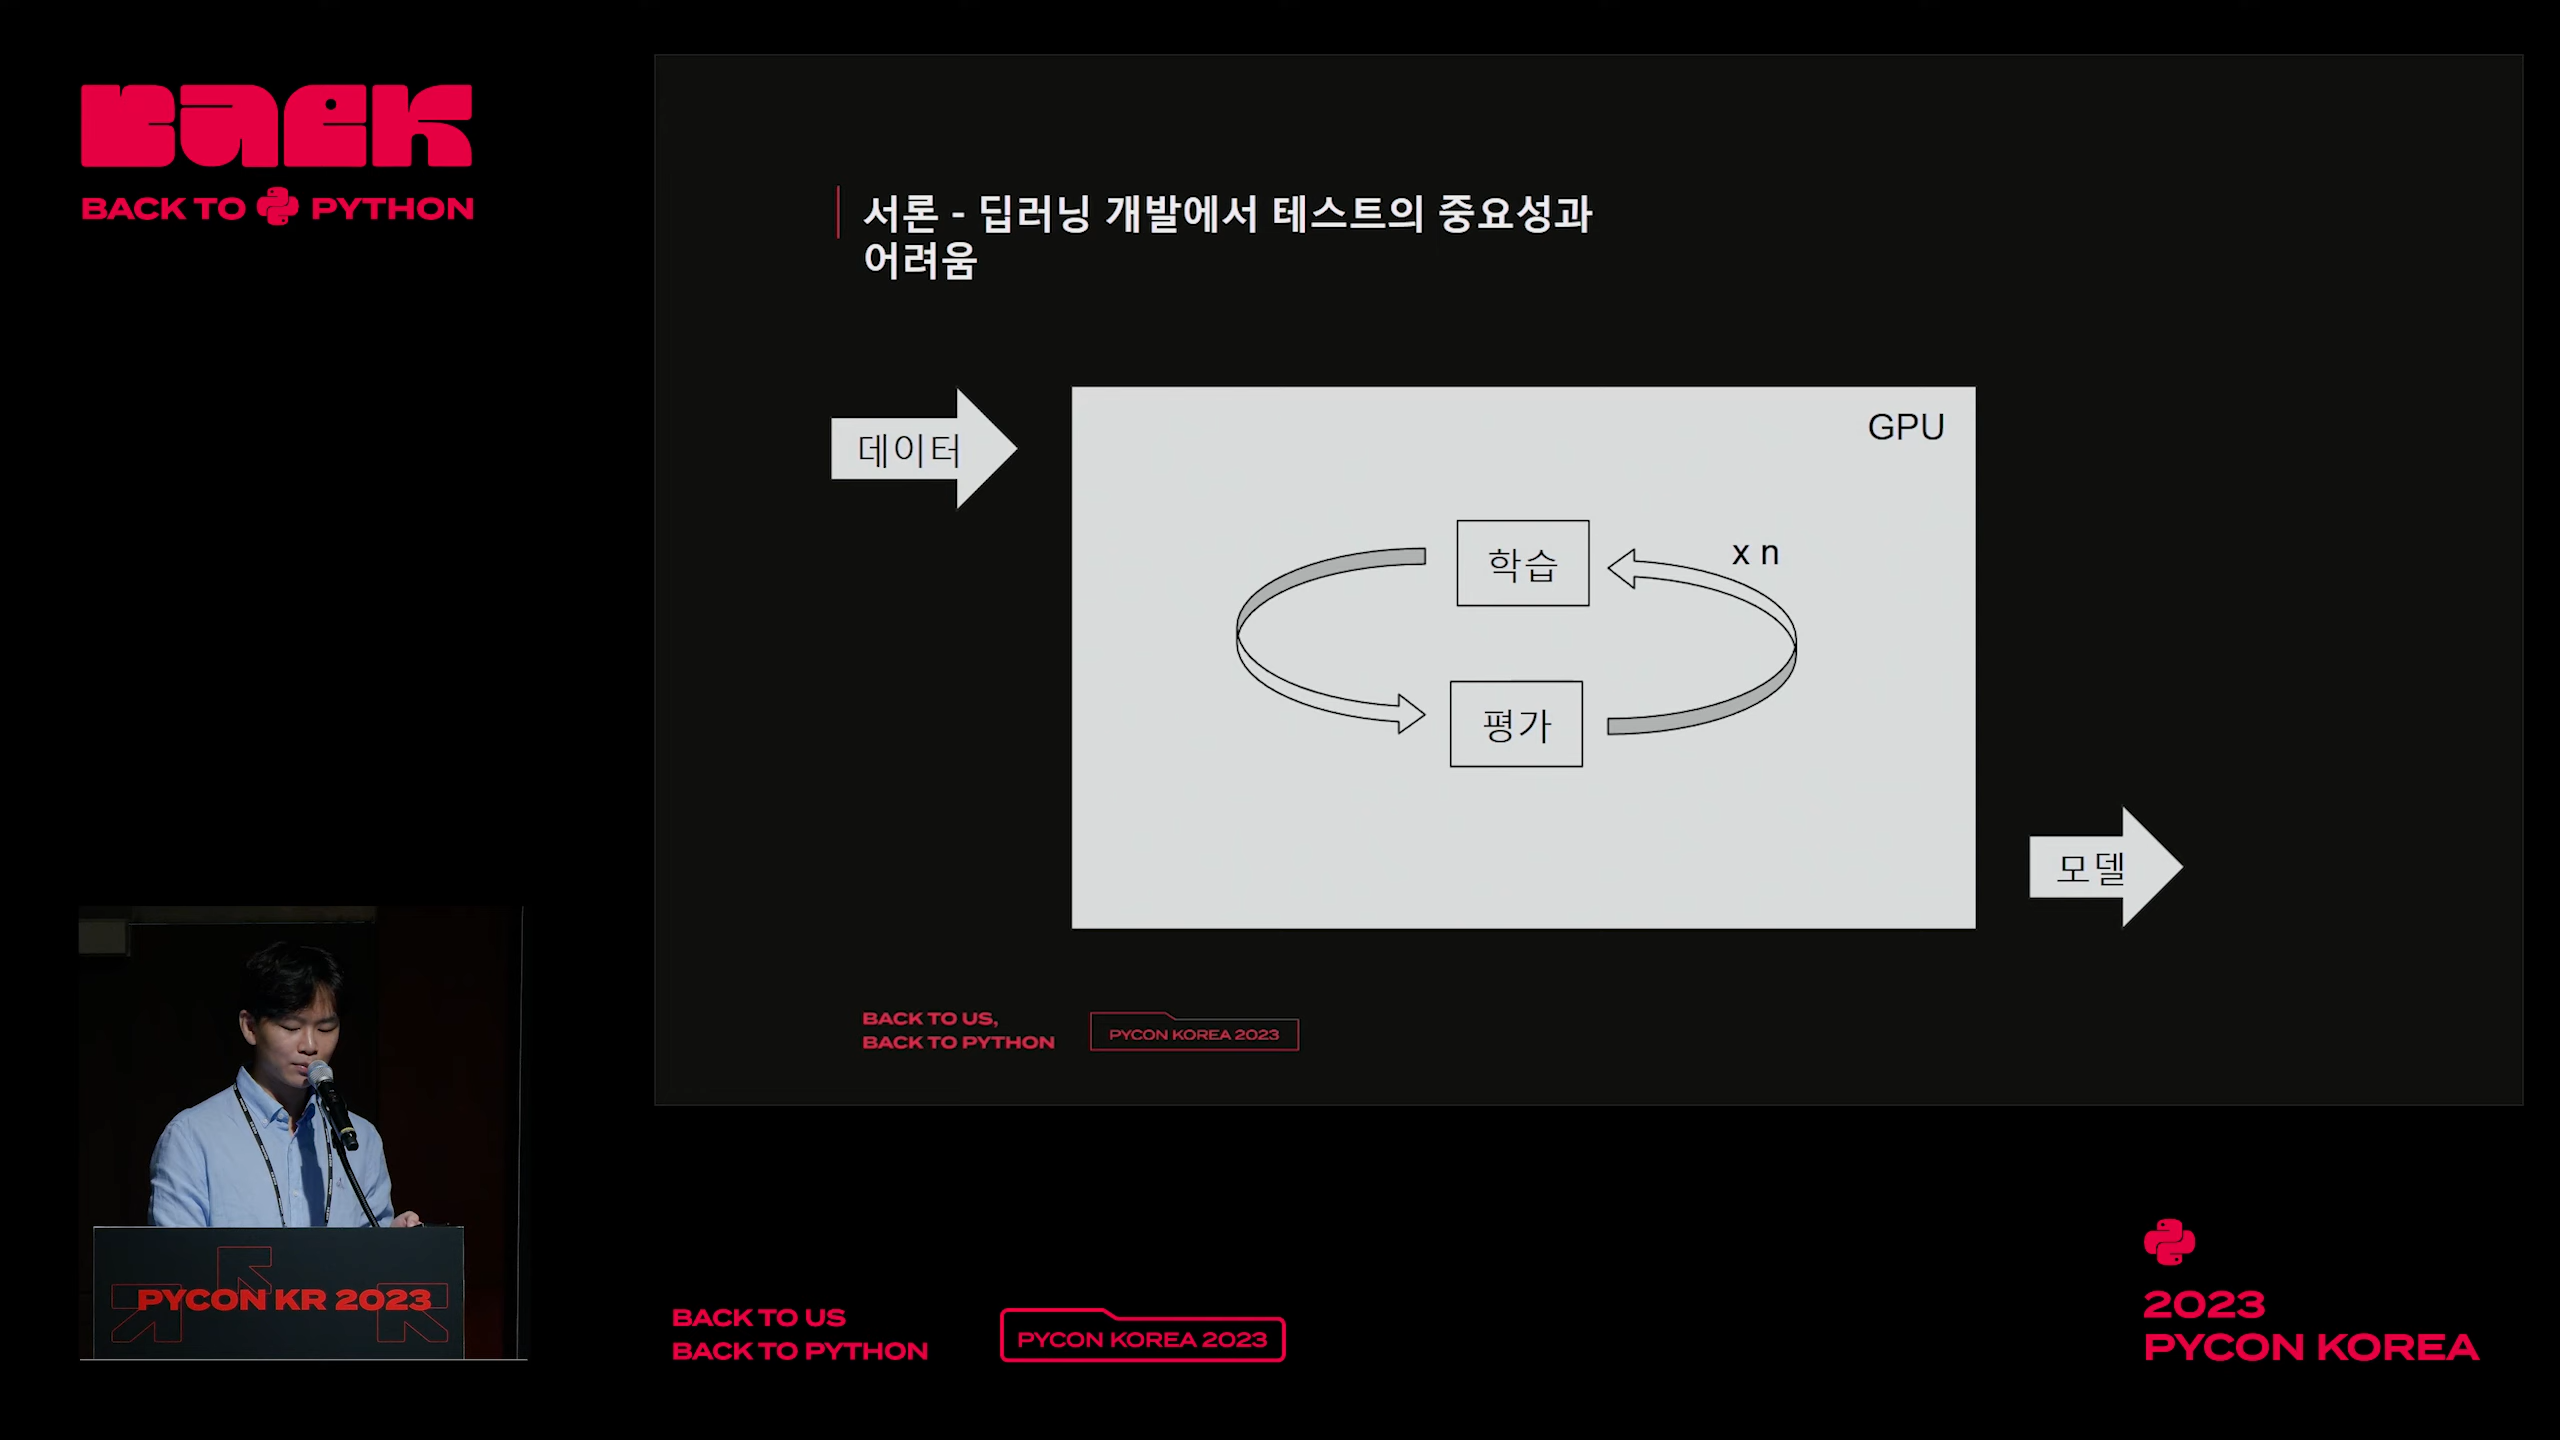 BACK
BACK TO PYTHON
서론 - 딥러닝 개발에서 테스트의 중요성과
어려움
데이터
GPU
학습
x n
평가
모델
BACK TO US,
BACK TO PYTHON
PYCON KOREA 2023
PYCON KR 2023
BACK TO US
BACK TO PYTHON
PYCON KOREA 2023
2023
PYCON KOREA